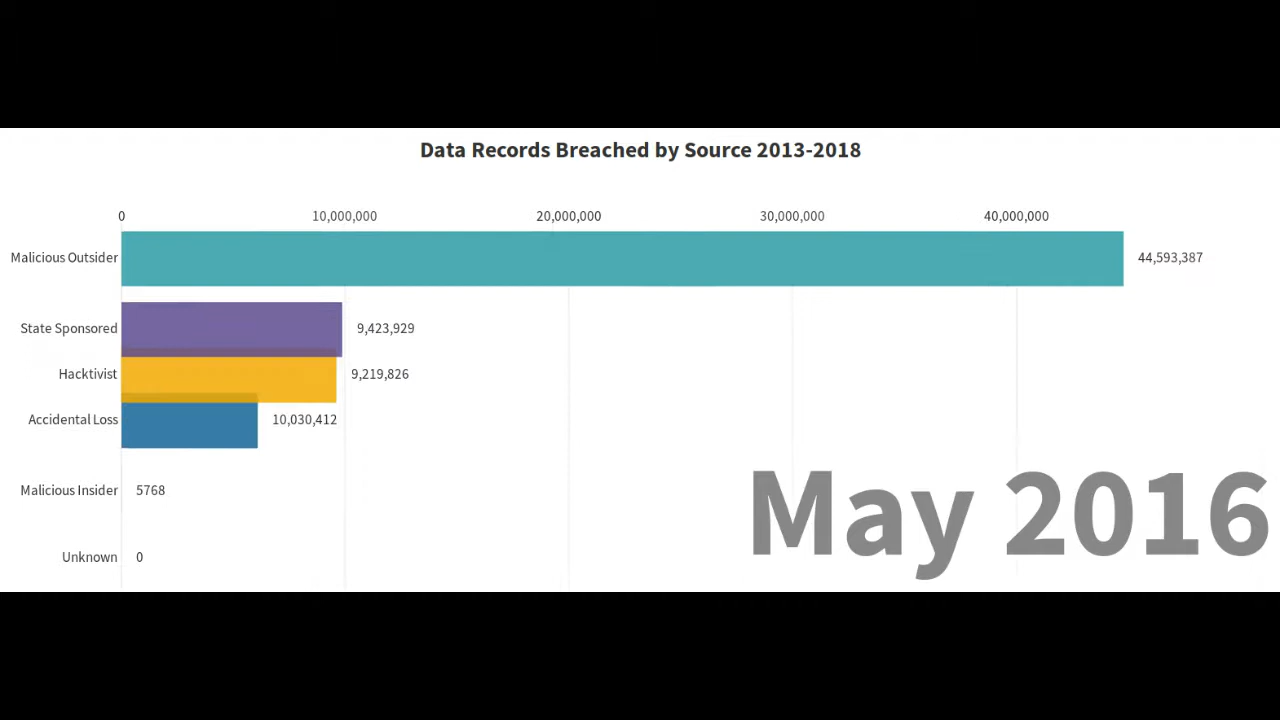 Data Records Breached by Source 2013-2018
0 10,000,000 20,000,000 30,000,000 40,000,000
Malicious Outsider 44,593,387
State Sponsored 9,423,929
Hacktivist 9,219,826
Accidental Loss 10,030,412
Malicious Insider 5768
Unknown 0
May 2016